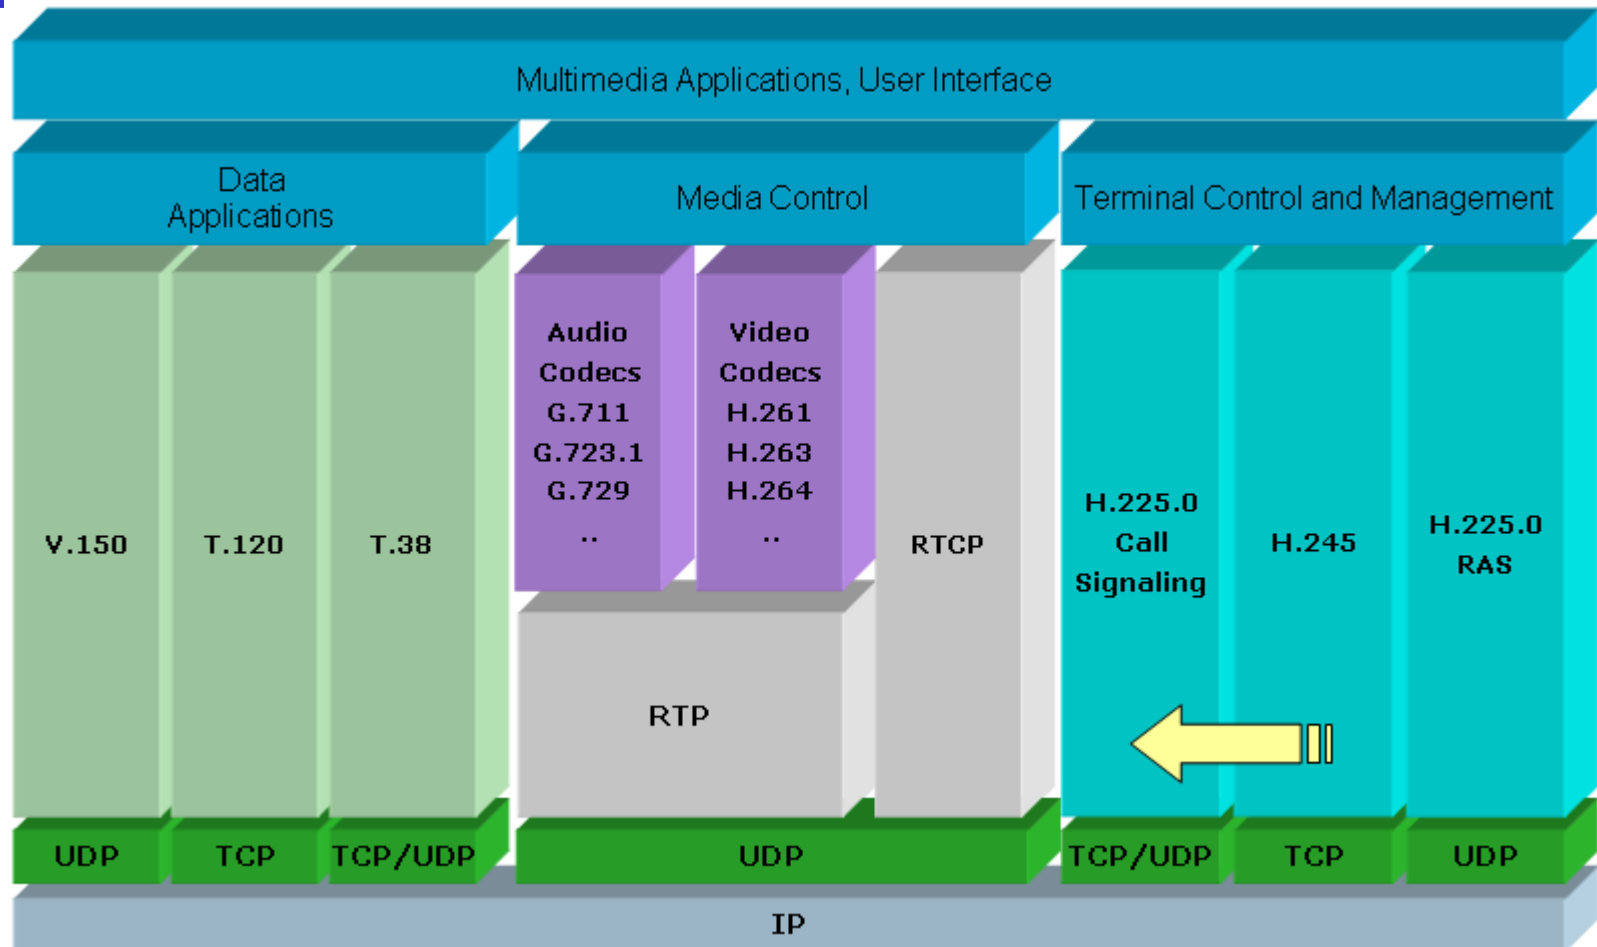 Multimedia Applications, User Interface
Data
Applications
Media Control
Terminal Control and Management
V.150
T.120
T.38
Audio
Codecs
G.711
G.723.1
G.729
..
Video
Codecs
H.261
H.263
H.264
..
RTP
RTCP
H.225.0
Call
Signaling
H.245
H.225.0
RAS
UDP
TCP
TCP/UDP
UDP
TCP/UDP
TCP
UDP
IP